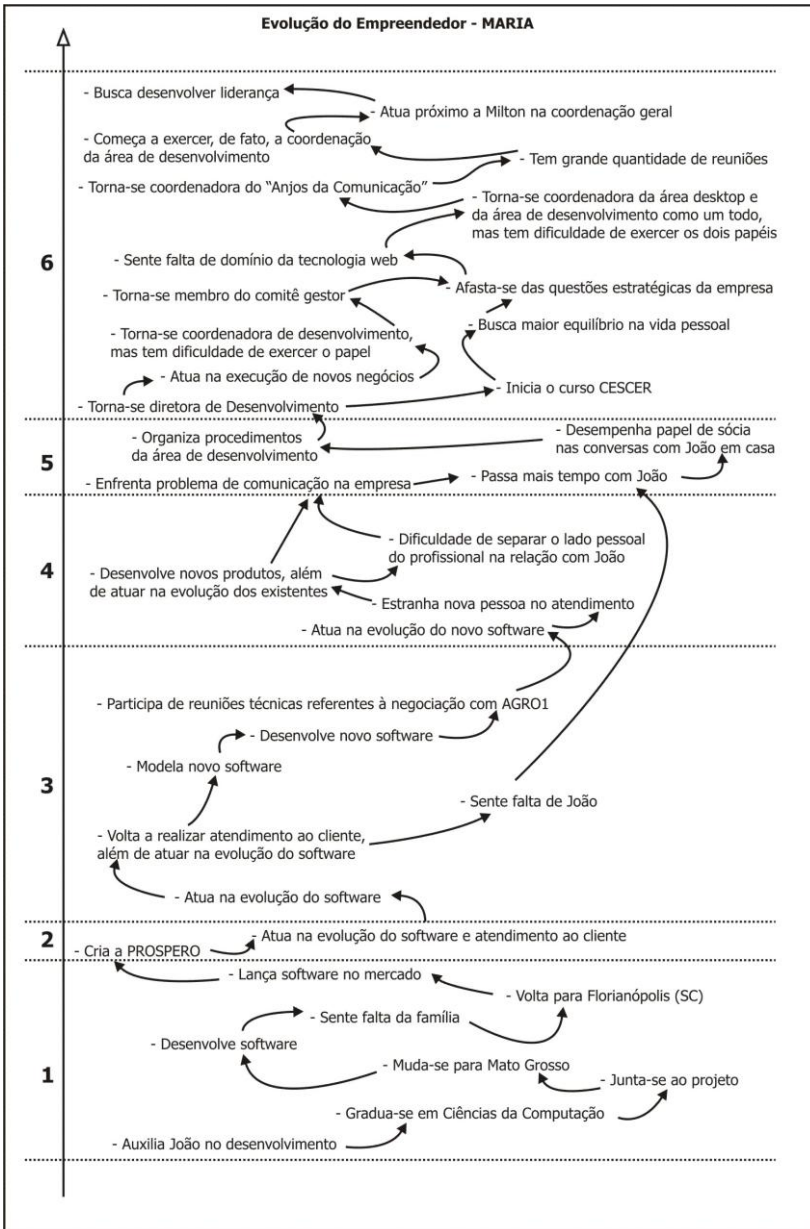 Evolução do Empreendedor - MARIA
- Busca desenvolver liderança
- Atua próximo a Milton na coordenação geral
- Começa a exercer, de fato, a coordenação
da área de desenvolvimento
- Tem grande quantidade de reuniões
- Torna-se coordenadora do “Anjos da Comunicação”
- Torna-se coordenadora da área desktop e
da área de desenvolvimento como um todo,
mas tem dificuldade de exercer os dois papéis
6
- Sente falta de domínio da tecnologia web
- Afasta-se das questões estratégicas da empresa
- Torna-se membro do comitê gestor
- Busca maior equilíbrio na vida pessoal
- Torna-se coordenadora de desenvolvimento,
mas tem dificuldade de exercer o papel
- Atua na execução de novos negócios
- Inicia o curso CESCER
- Torna-se diretora de Desenvolvimento
- Desempenha papel de sócia
nas conversas com João em casa
- Organiza procedimentos
da área de desenvolvimento
5
- Enfrenta problema de comunicação na empresa
- Passa mais tempo com João
- Dificuldade de separar o lado pessoal
do profissional na relação com João
4
- Desenvolve novos produtos, além
de atuar na evolução dos existentes
- Estranha nova pessoa no atendimento
- Atua na evolução do novo software
- Participa de reuniões técnicas referentes à negociação com AGRO1
- Desenvolve novo software
- Modela novo software
3
- Sente falta de João
- Volta a realizar atendimento ao cliente,
além de atuar na evolução do software
- Atua na evolução do software
2
- Atua na evolução do software e atendimento ao cliente
- Cria a PROSPERO
- Lança software no mercado
- Volta para Florianópolis (SC)
- Sente falta da família
- Desenvolve software
- Muda-se para Mato Grosso
1
- Junta-se ao projeto
- Gradua-se em Ciências da Computação
- Auxilia João no desenvolvimento